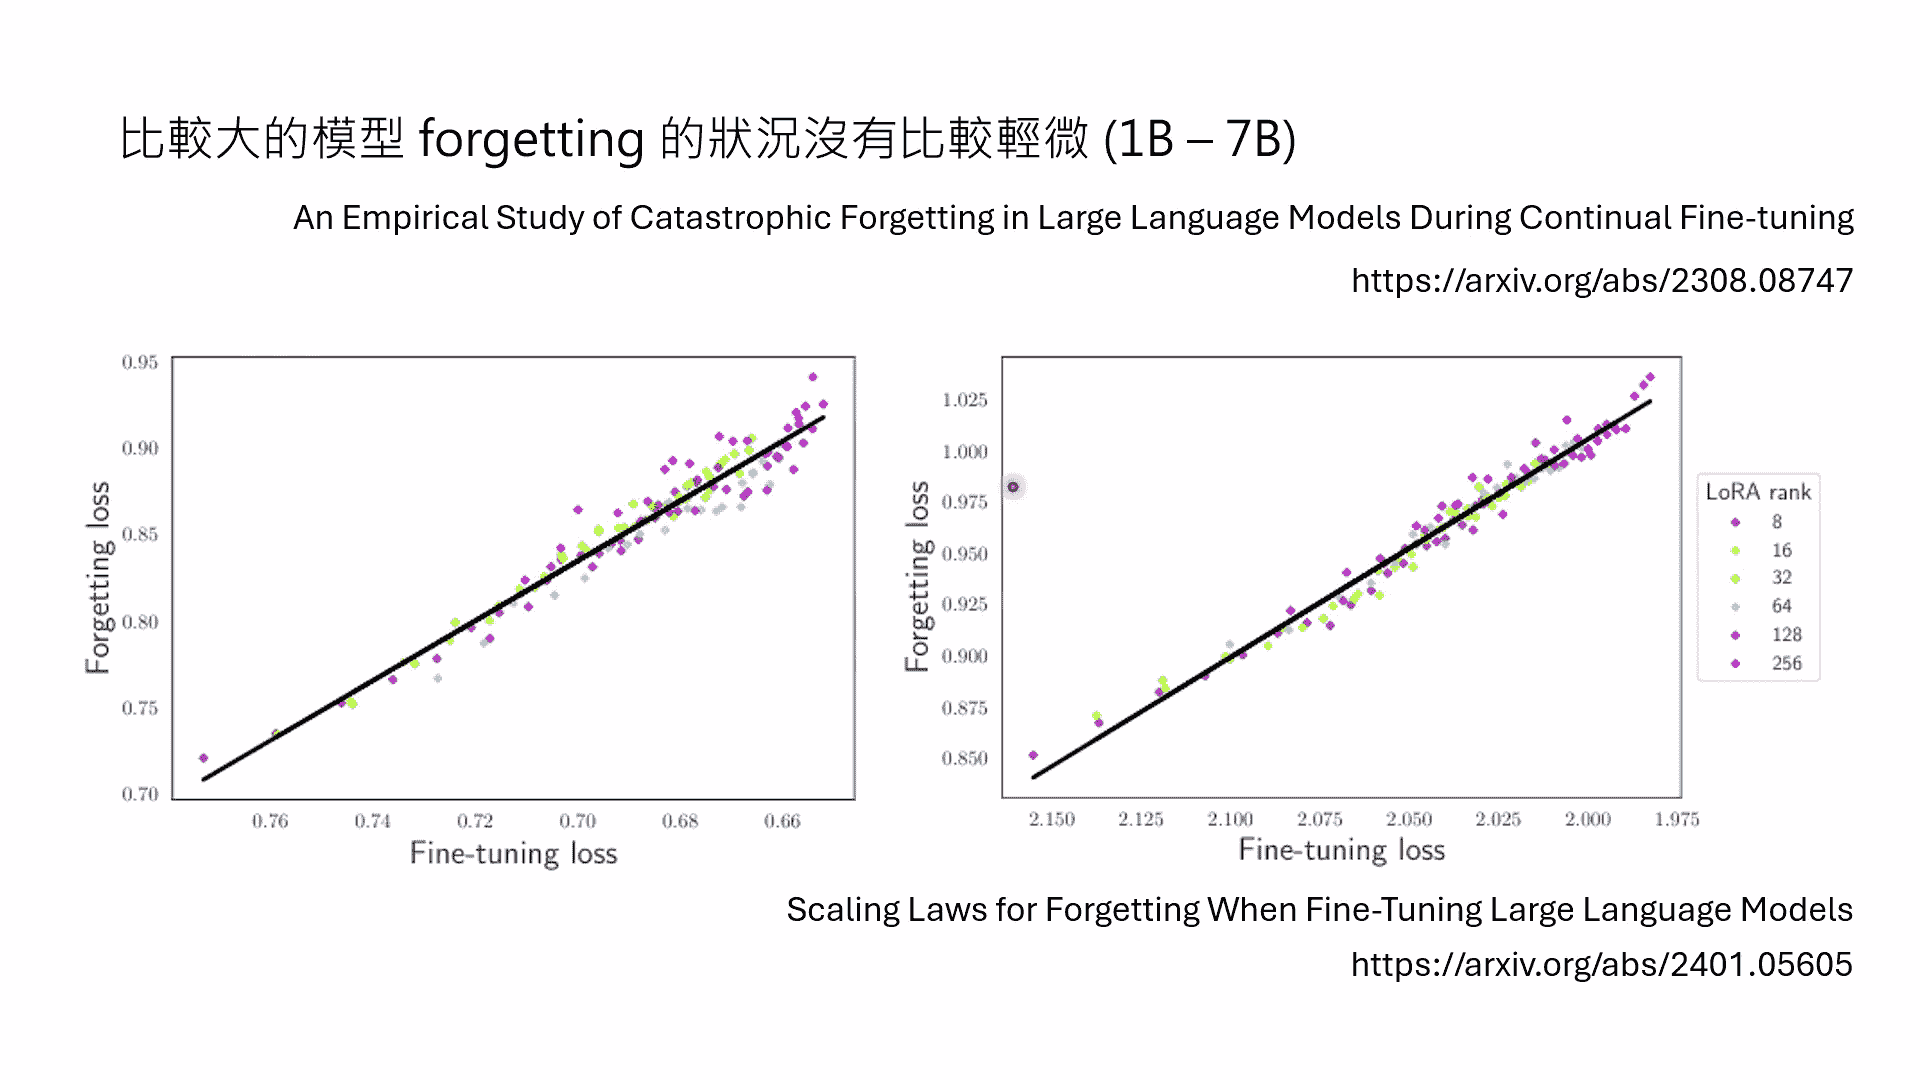 比較大的模型 forgetting 的狀況沒有比較輕微 (1B – 7B)
An Empirical Study of Catastrophic Forgetting in Large Language Models During Continual Fine-tuning
https://arxiv.org/abs/2308.08747
0.95
0.90
0.85
0.80
0.75
0.70
Forgetting loss
0.76 0.74 0.72 0.70 0.68 0.66
Fine-tuning loss
1.025
1.000
0.975
0.950
0.925
0.900
0.875
0.850
Forgetting loss
2.150 2.125 2.100 2.075 2.050 2.025 2.000 1.975
Fine-tuning loss
LoRA rank
8
16
32
64
128
256
Scaling Laws for Forgetting When Fine-Tuning Large Language Models
https://arxiv.org/abs/2401.05605